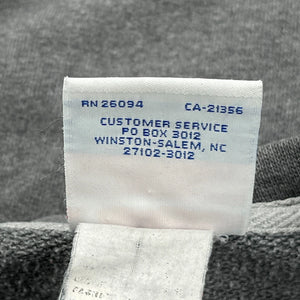 RN 26094 CA-21356
CUSTOMER SERVICE
PO BOX 3012
WINSTON-SALEM, NC
27102-3012